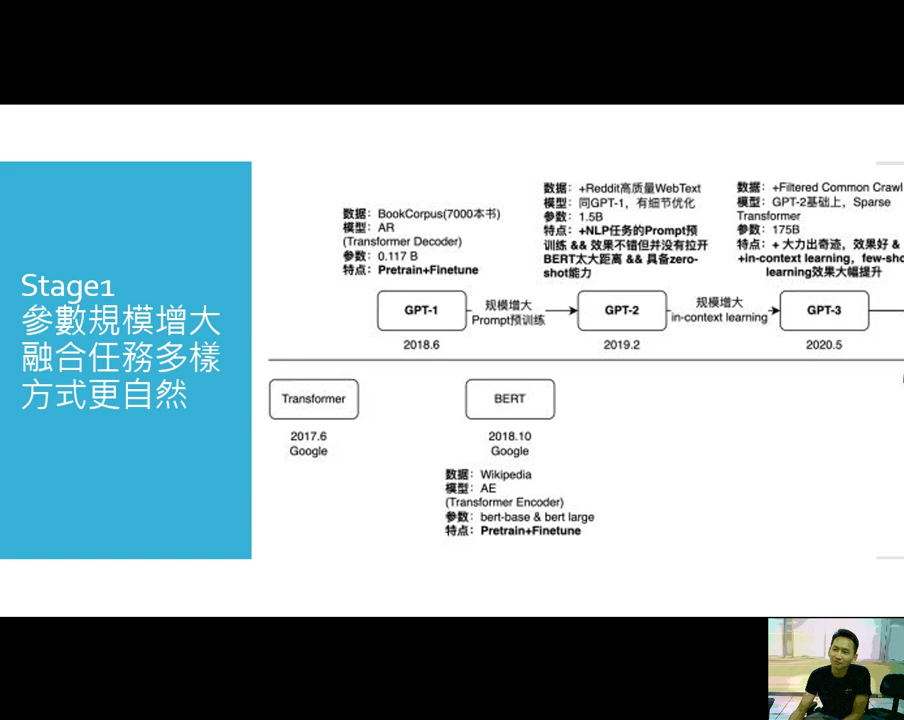 Stage1
參數規模增大
融合任務多樣
方式更自然
数据：BookCorpus(7000本书)
模型：AR
(Transformer Decoder)
参数：0.117 B
特点：Pretrain+Finetune
数据：+Reddit高质量WebText
模型：同GPT-1，有细节优化
参数：1.5B
特点：+NLP任务的Prompt预
训练 && 效果不错但并没有拉开
BERT太大距离 && 具备zero-
shot能力
数据：+Filtered Common Crawl
模型：GPT-2基础上，Sparse
Transformer
参数：175B
特点：+ 大力出奇迹，效果好 &
+in-context learning，few-sho
learning效果大幅提升
GPT-1
规模增大
Prompt预训练
GPT-2
规模增大
in-context learning
GPT-3
2018.6
2019.2
2020.5
Transformer
BERT
2017.6
Google
2018.10
Google
数据：Wikipedia
模型：AE
(Transformer Encoder)
参数：bert-base & bert large
特点：Pretrain+Finetune